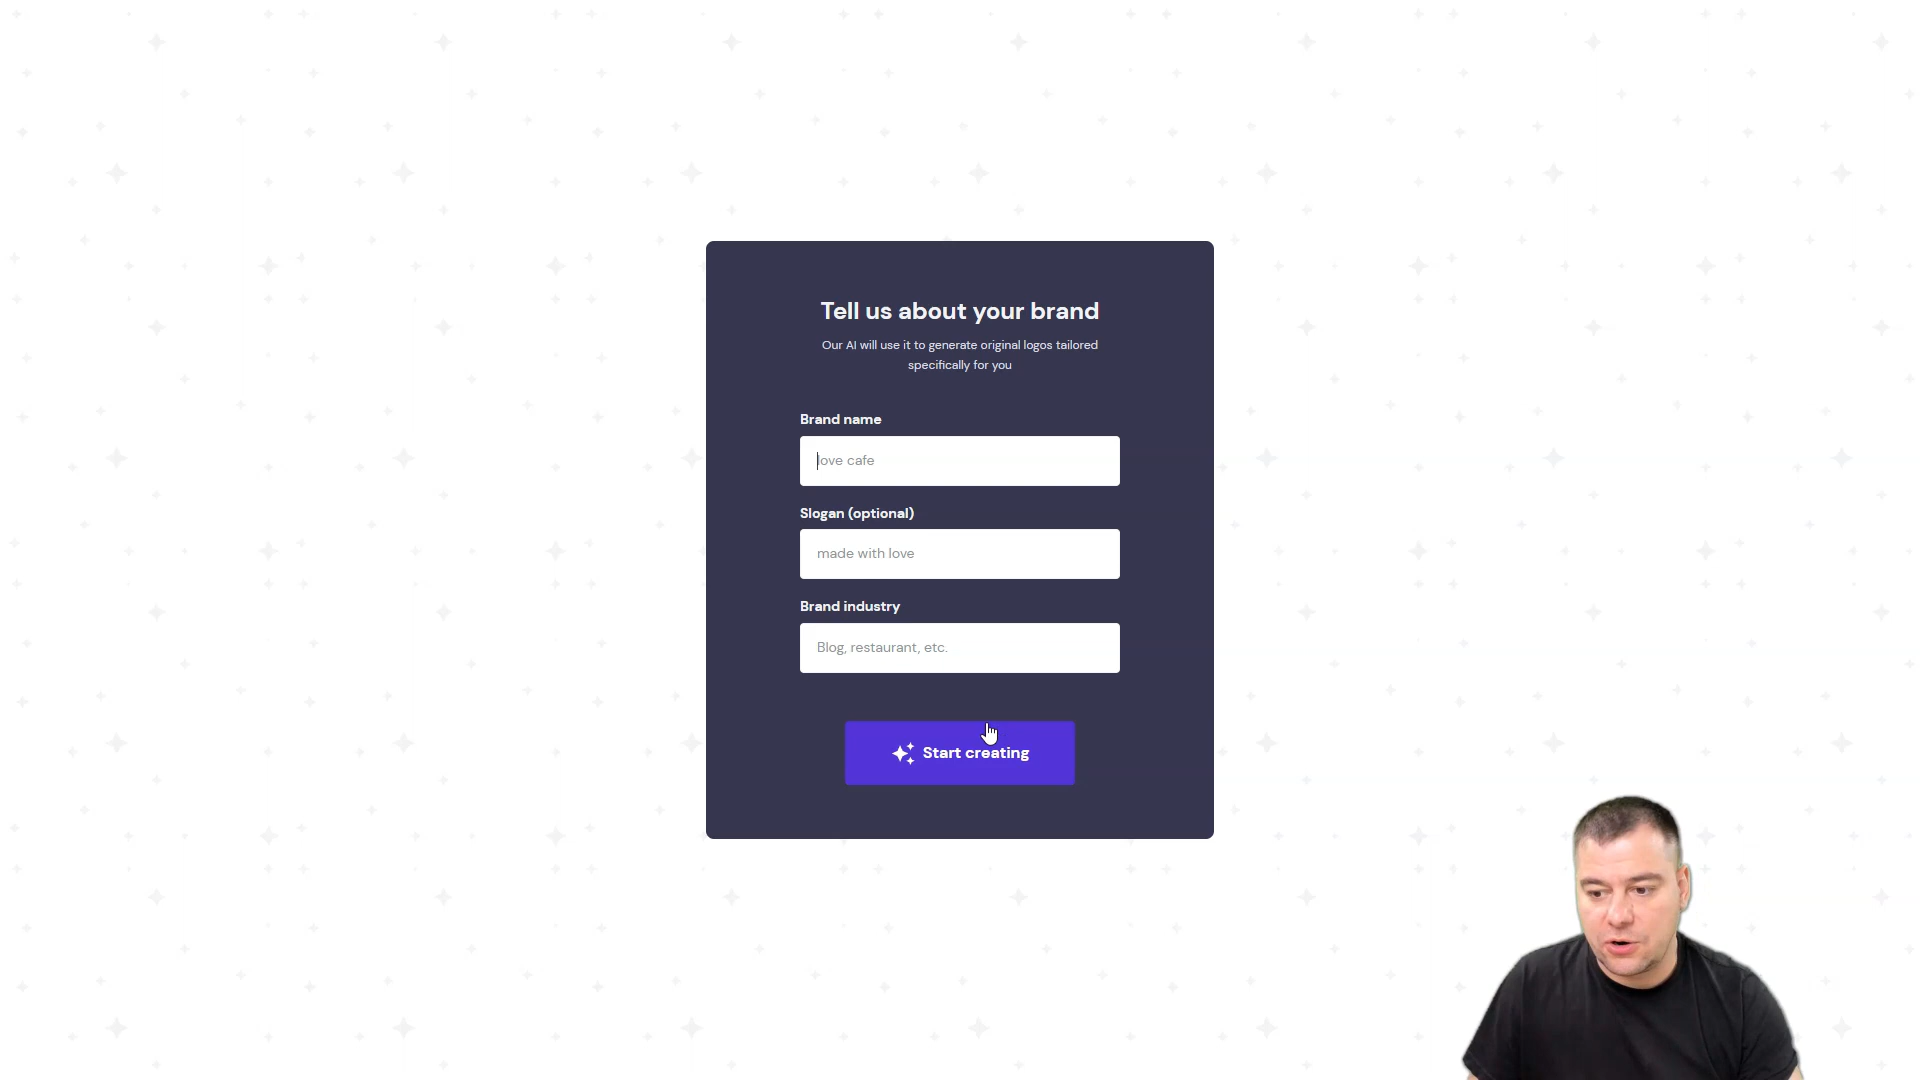 Tell us about your brand
Our AI will use it to generate original logos tailored
specifically for you
Brand name
love cafe
Slogan (optional)
made with love
Brand industry
Blog, restaurant, etc.
Start creating